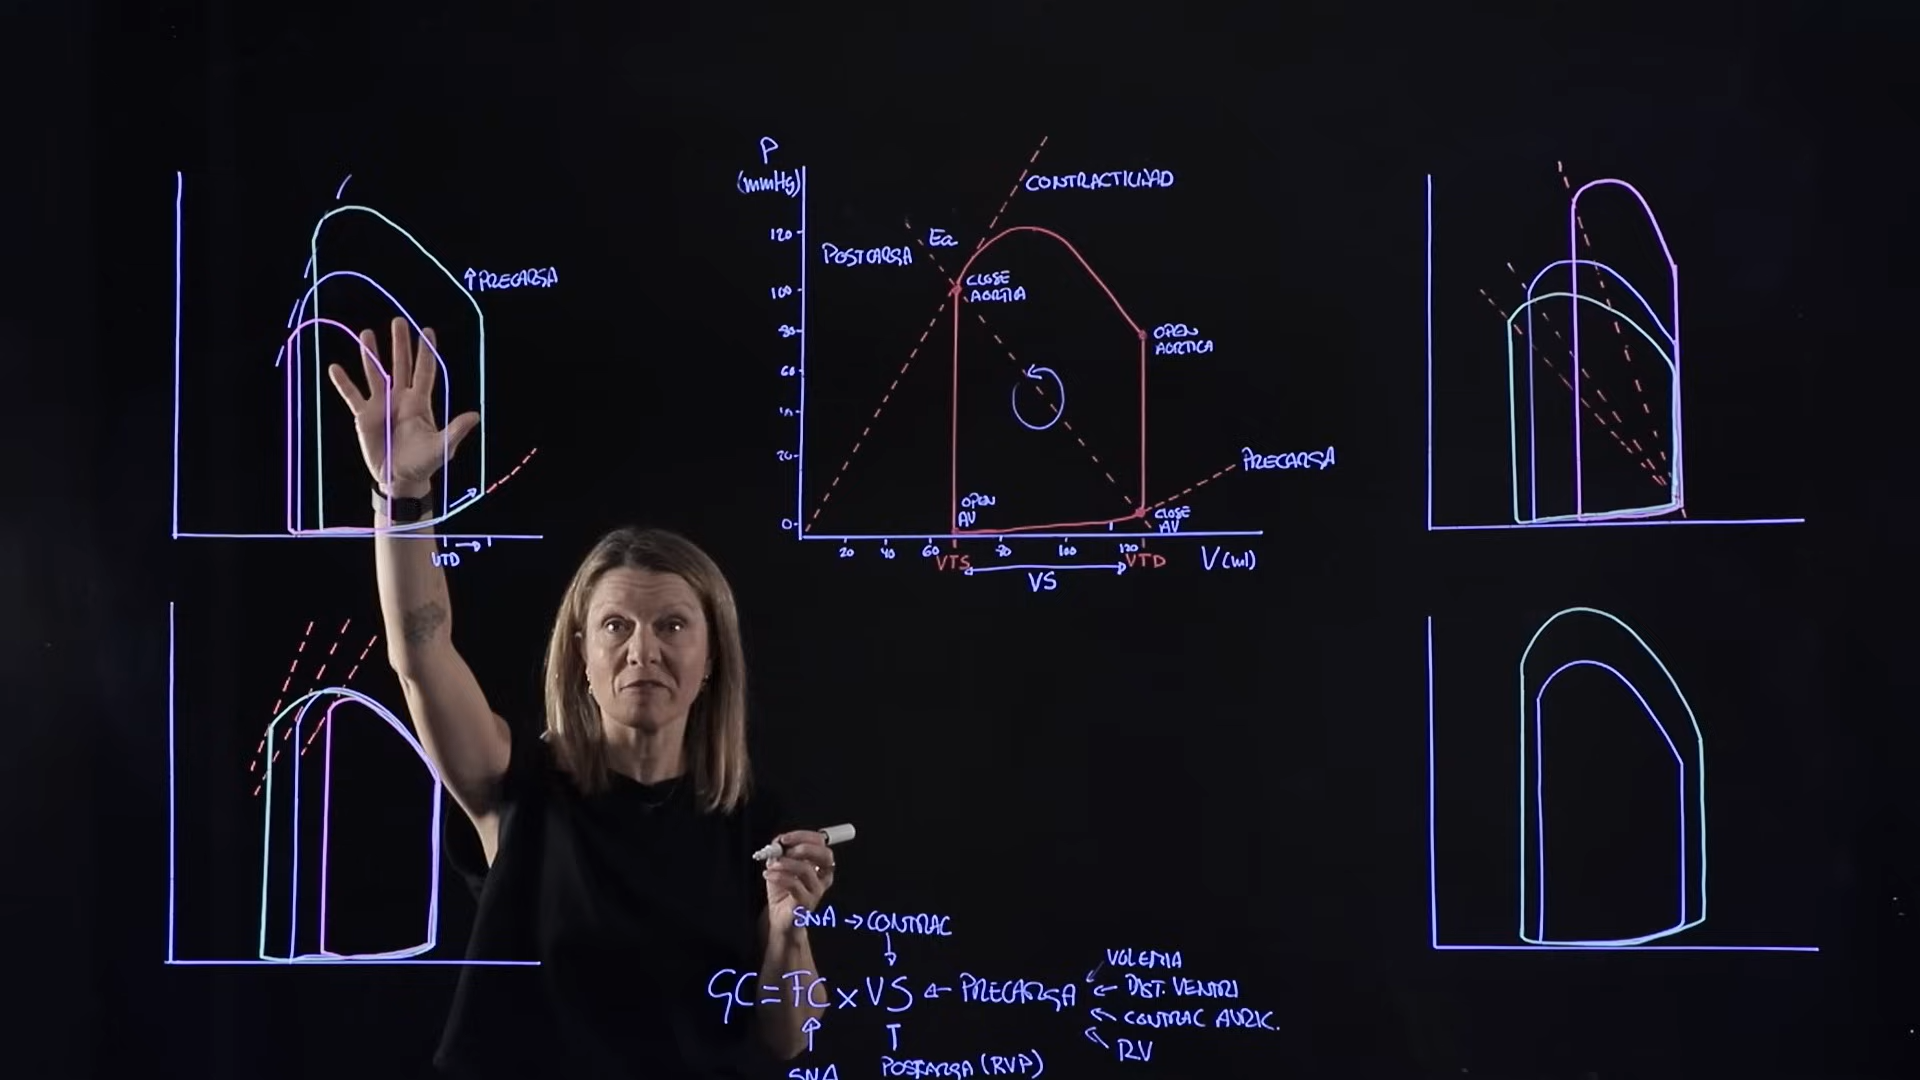 ↑PRECARGA
VTD
P
(mmHg)
120
100
80
60
40
20
0
20 40 60 80 100 120
V (ml)
VTS
VTD
VS
CONTRACTILIDAD
POSTCARGA
Ea
CLOSE
AORTICA
OPEN
AORTICA
PRECARGA
OPEN
AV
CLOSE
AV
SNA → CONTRAC
GC = FC x VS ← PRECARGA
VOLEMIA
DIST. VENTRI
CONTRAC AURIC.
RV
SNA
POSTCARGA (RVP)